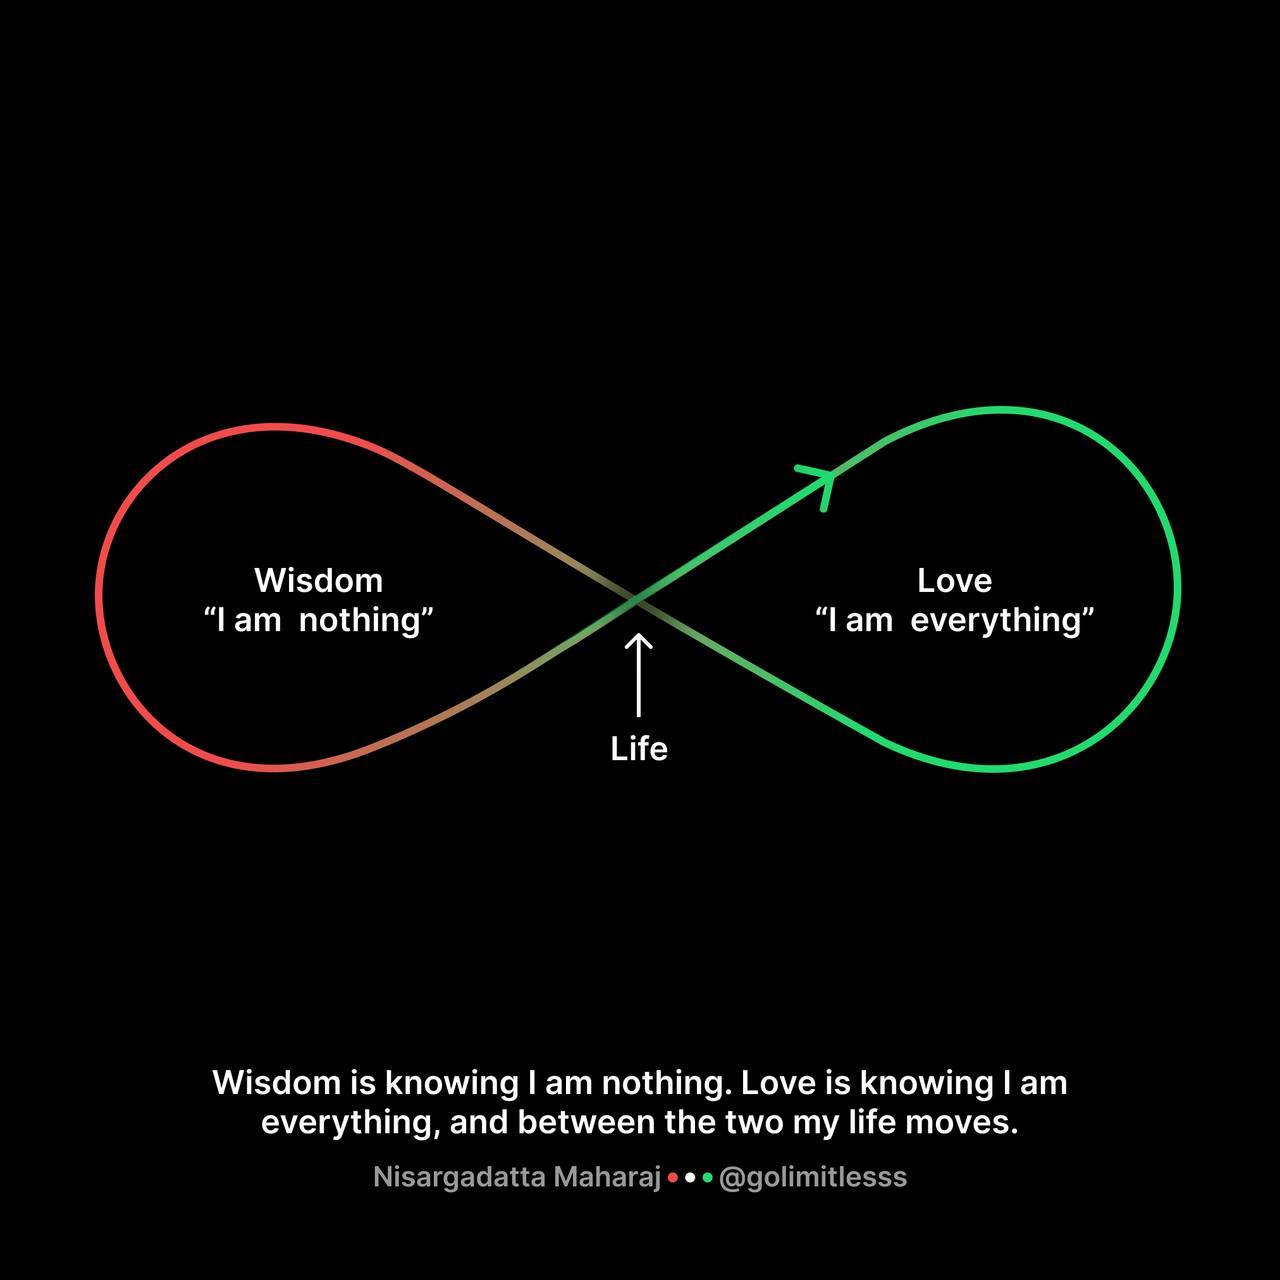 Wisdom
“I am  nothing”
Love
“I am  everything”
Life
Wisdom is knowing I am nothing. Love is knowing I am
everything, and between the two my life moves.
Nisargadatta Maharaj ••• @golimitlesss